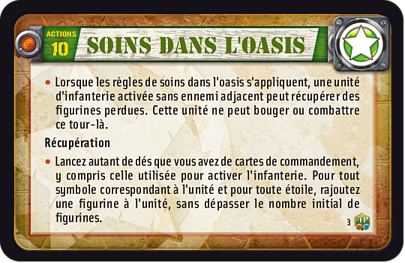 ACTIONS
10
SOINS DANS L'OASIS
• Lorsque les règles de soins dans l'oasis s'appliquent, une unité
d'infanterie activée sans ennemi adjacent peut récupérer des
figurines perdues. Cette unité ne peut bouger ou combattre
ce tour-là.
Récupération
• Lancez autant de dés que vous avez de cartes de commandement,
y compris celle utilisée pour activer l'infanterie. Pour tout
symbole correspondant à l'unité et pour toute étoile, rajoutez
une figurine à l'unité, sans dépasser le nombre initial de
figurines.
3